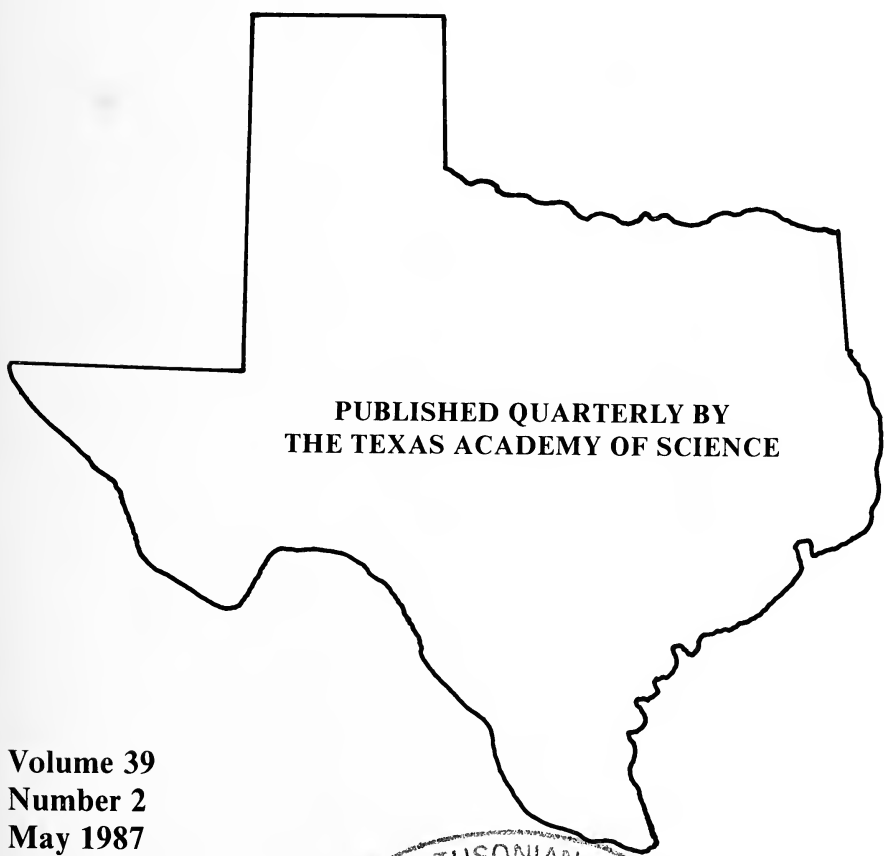 PUBLISHED QUARTERLY BY
THE TEXAS ACADEMY OF SCIENCE
Volume 39
Number 2
May 1987